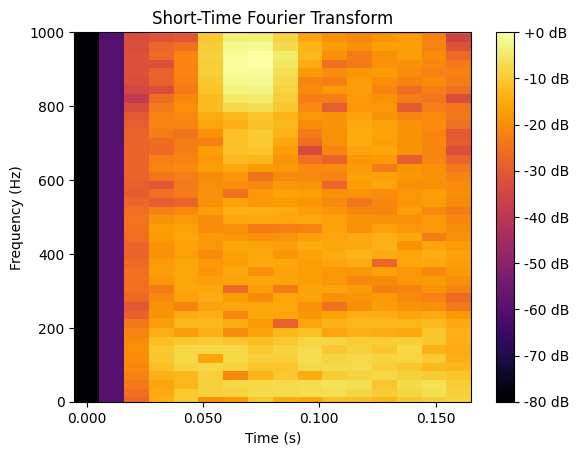 Short-Time Fourier Transform
Frequency (Hz)
1000
800
600
400
200
0
0.000
0.050
0.100
0.150
Time (s)
+0 dB
-10 dB
-20 dB
-30 dB
-40 dB
-50 dB
-60 dB
-70 dB
-80 dB